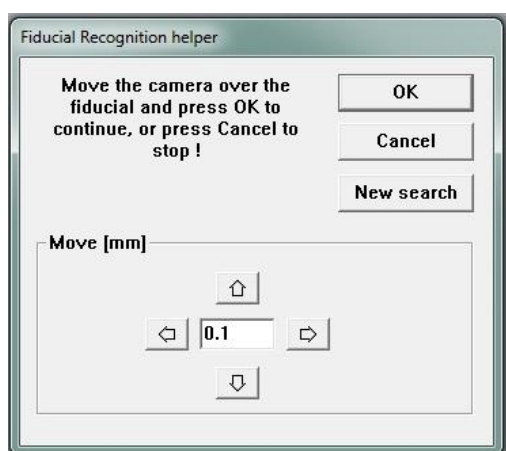 Fiducial Recognition helper
Move the camera over the
fiducial and press OK to
continue, or press Cancel to
stop !
OK
Cancel
New search
Move [mm]
0.1